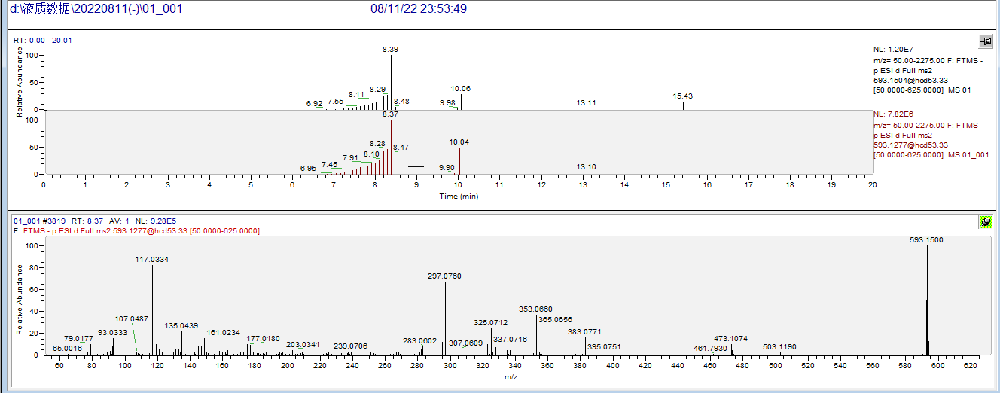 d:\液质数据\20220811(-)\01_001 08/11/22 23:53:49
RT: 0.00 - 20.01
Relative Abundance
100
50
0
6.92 7.55 8.11 8.29 8.39 8.48 9.98 10.06 13.11 15.43
NL: 1.20E7
m/z= 50.00-2275.00 F: FTMS -
p ESI d Full ms2
593.1504@hcd53.33
[50.0000-625.0000] MS 01
Relative Abundance
100
50
0
6.95 7.45 7.91 8.10 8.28 8.37 8.47 9.90 10.04 13.10
NL: 7.82E6
m/z= 50.00-2275.00 F: FTMS -
p ESI d Full ms2
593.1277@hcd53.33
[50.0000-625.0000] MS 01_001
0 1 2 3 4 5 6 7 8 9 10 11 12 13 14 15 16 17 18 19 20
Time (min)
01_001 #3819 RT: 8.37 AV: 1 NL: 9.28E5
F: FTMS - p ESI d Full ms2 593.1277@hcd53.33 [50.0000-625.0000]
Relative Abundance
100
80
60
40
20
0
65.0016 79.0177 93.0333 107.0487 117.0334 135.0439 161.0234 177.0180 203.0341 239.0706 283.0602 297.0760 307.0609 325.0712 337.0716 353.0660 365.0656 383.0771 395.0751 461.7930 473.1074 503.1190 593.1500
60 80 100 120 140 160 180 200 220 240 260 280 300 320 340 360 380 400 420 440 460 480 500 520 540 560 580 600 620
m/z